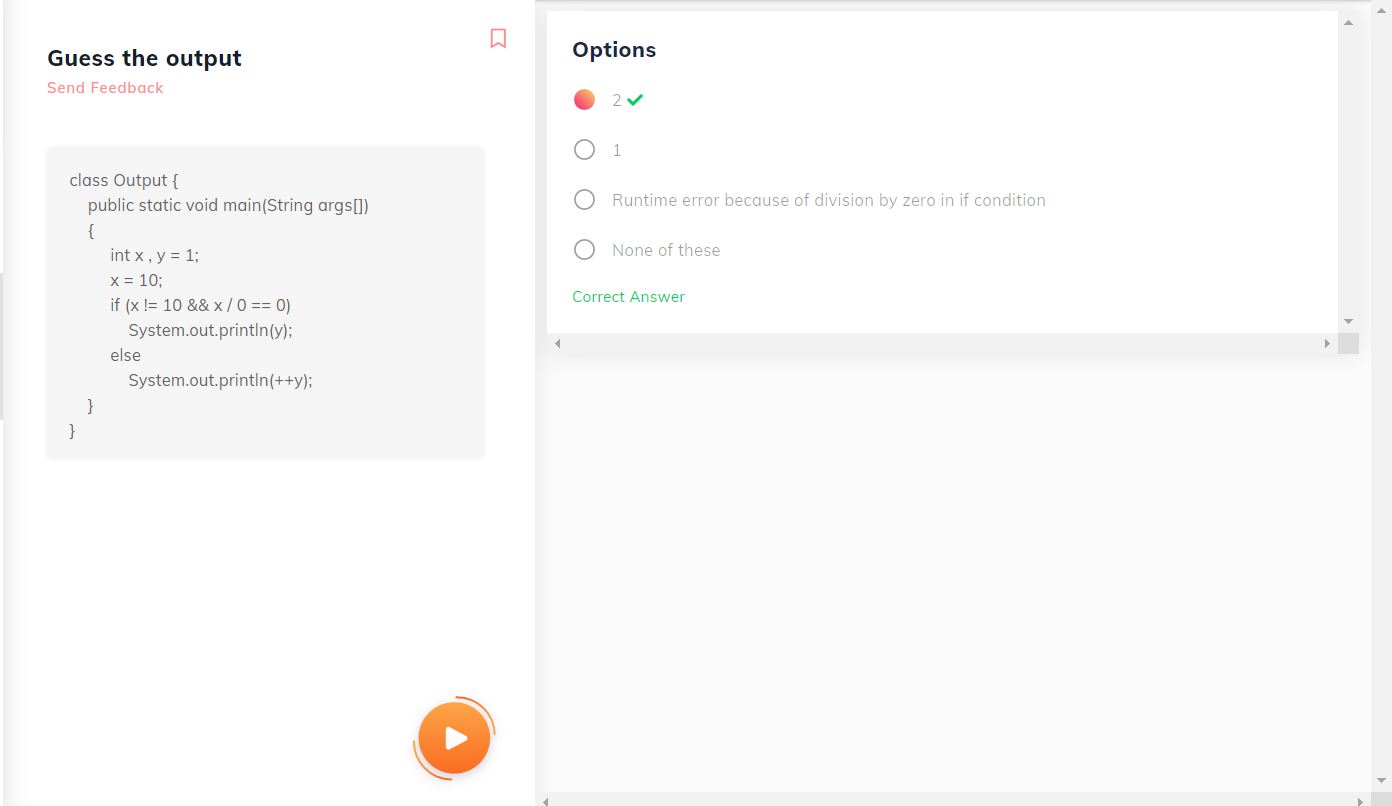 Guess the output
Send Feedback
class Output {
public static void main(String args[])
{
int x , y = 1;
x = 10;
if (x != 10 && x / 0 == 0)
System.out.println(y);
else
System.out.println(++y);
}
}
Options
2
1
Runtime error because of division by zero in if condition
None of these
Correct Answer